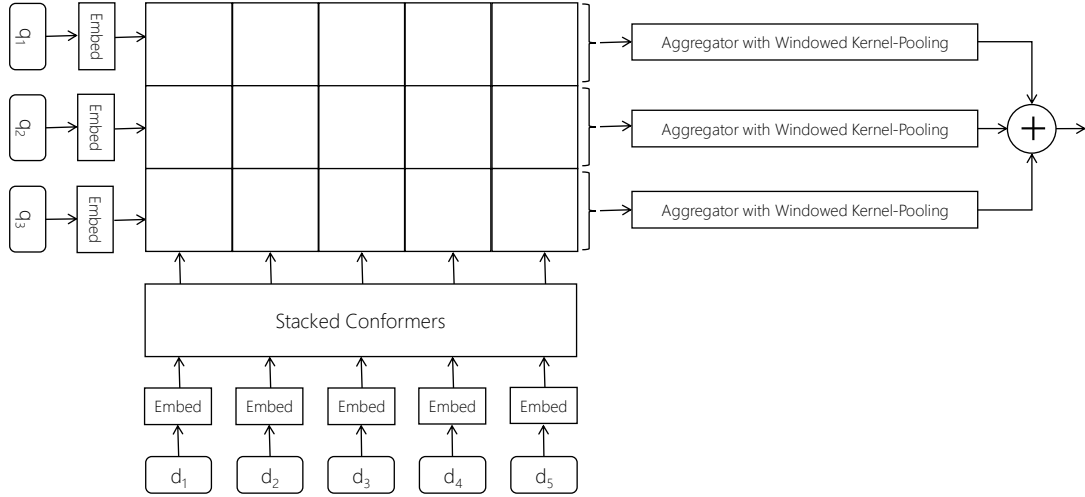 q₁
Embed
Aggregator with Windowed Kernel-Pooling
q₂
Embed
Aggregator with Windowed Kernel-Pooling
+
q₃
Embed
Aggregator with Windowed Kernel-Pooling
Stacked Conformers
Embed Embed Embed Embed Embed
d₁ d₂ d₃ d₄ d₅